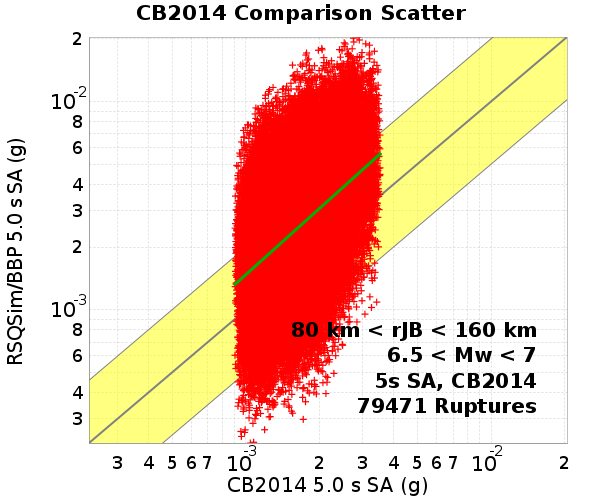 CB2014 Comparison Scatter
RSQSim/BBP 5.0 s SA (g)
2
10-2
8
6
4
3
2
10-3
8
6
4
3
80 km < rJB < 160 km
6.5 < Mw < 7
5s SA, CB2014
79471 Ruptures
3 4 5 6 7 10-3 2 3 4 5 6 7 10-2 2
CB2014 5.0 s SA (g)